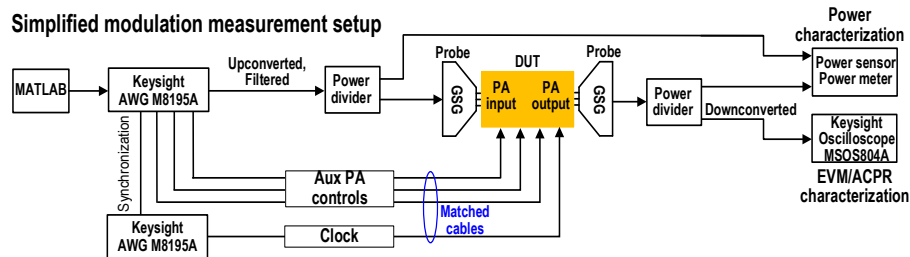 Simplified modulation measurement setup
MATLAB
Keysight
AWG M8195A
Upconverted,
Filtered
Power
divider
Probe
GSG
DUT
PA
input
PA
output
Probe
GSG
Power
divider
Downconverted
Power
characterization
Power sensor
Power meter
Keysight
Oscilloscope
MSOS804A
EVM/ACPR
characterization
Synchronization
Aux PA
controls
Matched
cables
Keysight
AWG M8195A
Clock